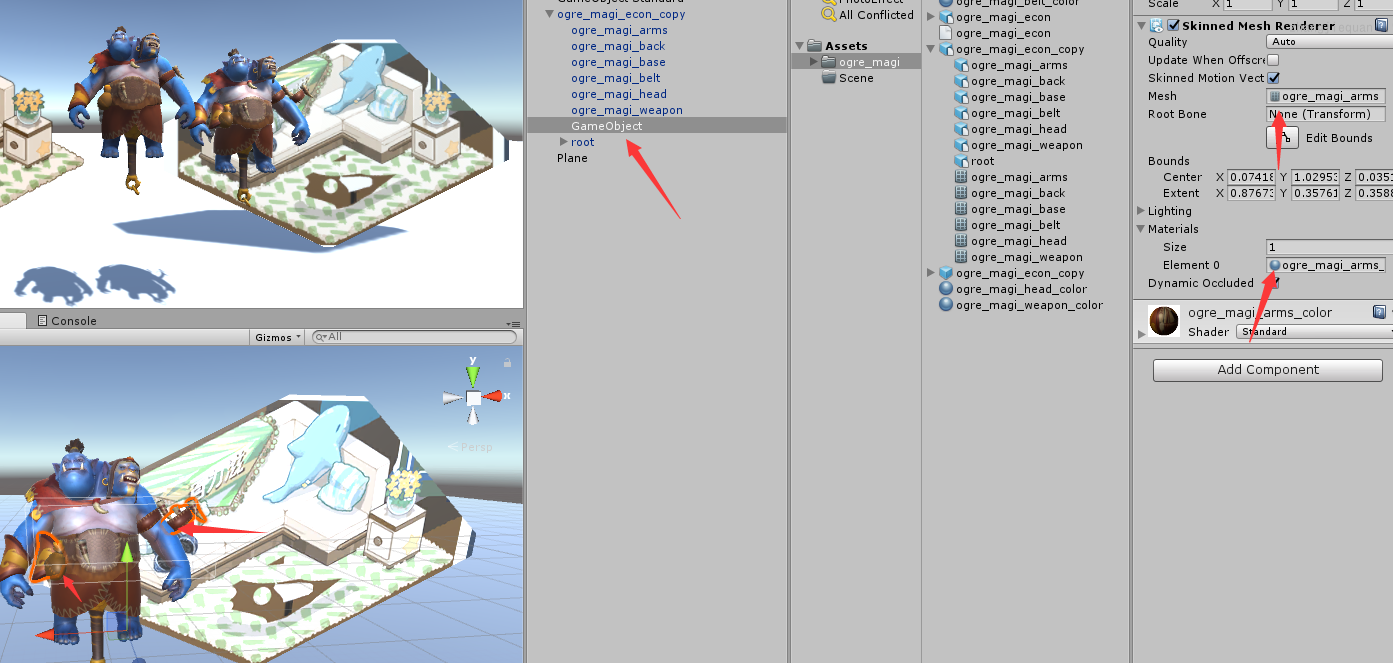 Console
Gizmos
All
y
x
Persp
ogre_magi_econ_copy
ogre_magi_arms
ogre_magi_back
ogre_magi_base
ogre_magi_belt
ogre_magi_head
ogre_magi_weapon
GameObject
root
Plane
All Conflicted
Assets
ogre_magi
Scene
ogre_magi_belt_color
ogre_magi_econ
ogre_magi_econ
ogre_magi_econ_copy
ogre_magi_arms
ogre_magi_back
ogre_magi_base
ogre_magi_belt
ogre_magi_head
ogre_magi_weapon
root
ogre_magi_arms
ogre_magi_back
ogre_magi_base
ogre_magi_belt
ogre_magi_head
ogre_magi_weapon
ogre_magi_econ_copy
ogre_magi_head_color
ogre_magi_weapon_color
Scale X 1 Y 1 Z 1
Skinned Mesh Renderer
Quality Auto
Update When Offscre
Skinned Motion Vect
Mesh ogre_magi_arms
Root Bone None (Transform)
Edit Bounds
Bounds
Center X 0.07418 Y 1.02953 Z 0.0351
Extent X 0.87673 Y 0.35761 Z 0.3588
Lighting
Materials
Size 1
Element 0 ogre_magi_arms_
Dynamic Occluded
ogre_magi_arms_color
Shader Standard
Add Component